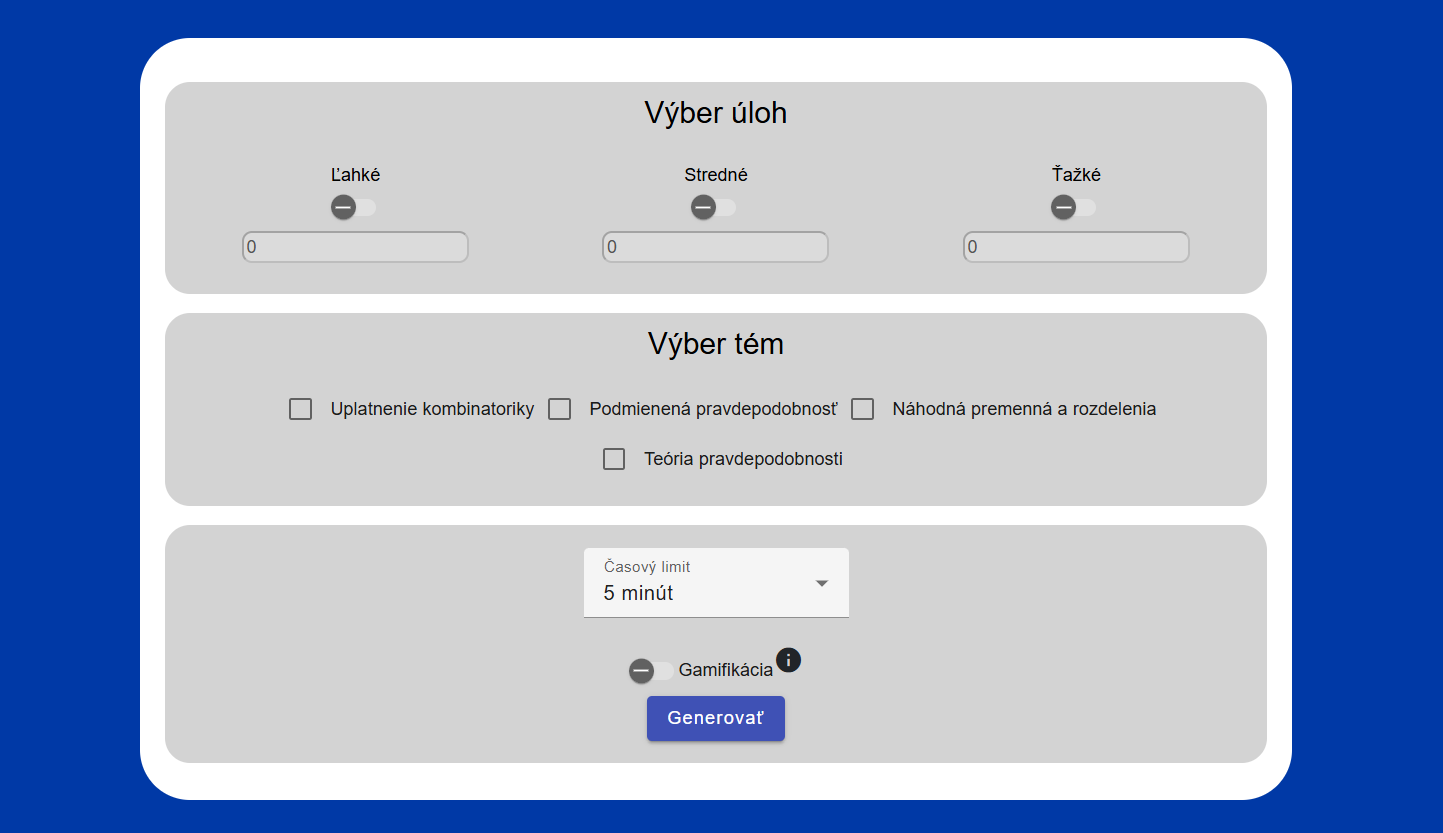 Výber úloh
Ľahké Stredné Ťažké
0 0 0
Výber tém
Uplatnenie kombinatoriky Podmienená pravdepodobnosť Náhodná premenná a rozdelenia
Teória pravdepodobnosti
Časový limit
5 minút
Gamifikácia
Generovať